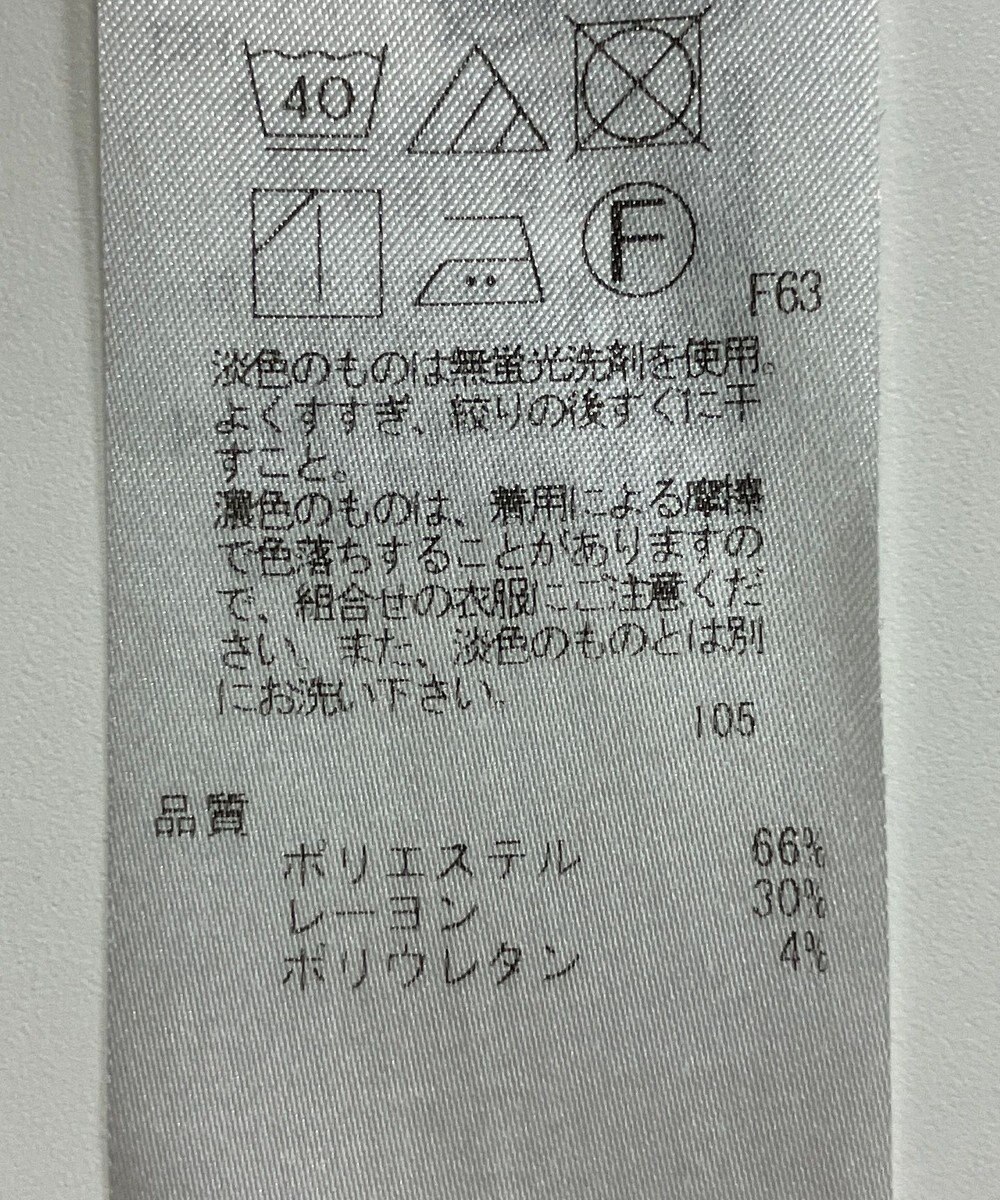 40
F
F63
淡色のものは無蛍光洗剤を使用。
よくすすぎ、絞りの後すぐに干
すこと。
濃色のものは、着用による摩擦
で色落ちすることがありますの
で、組合せの衣服にご注意くだ
さい。また、淡色のものとは別
にお洗い下さい。
105
品質
ポリエステル 66%
レーヨン 30%
ポリウレタン 4%